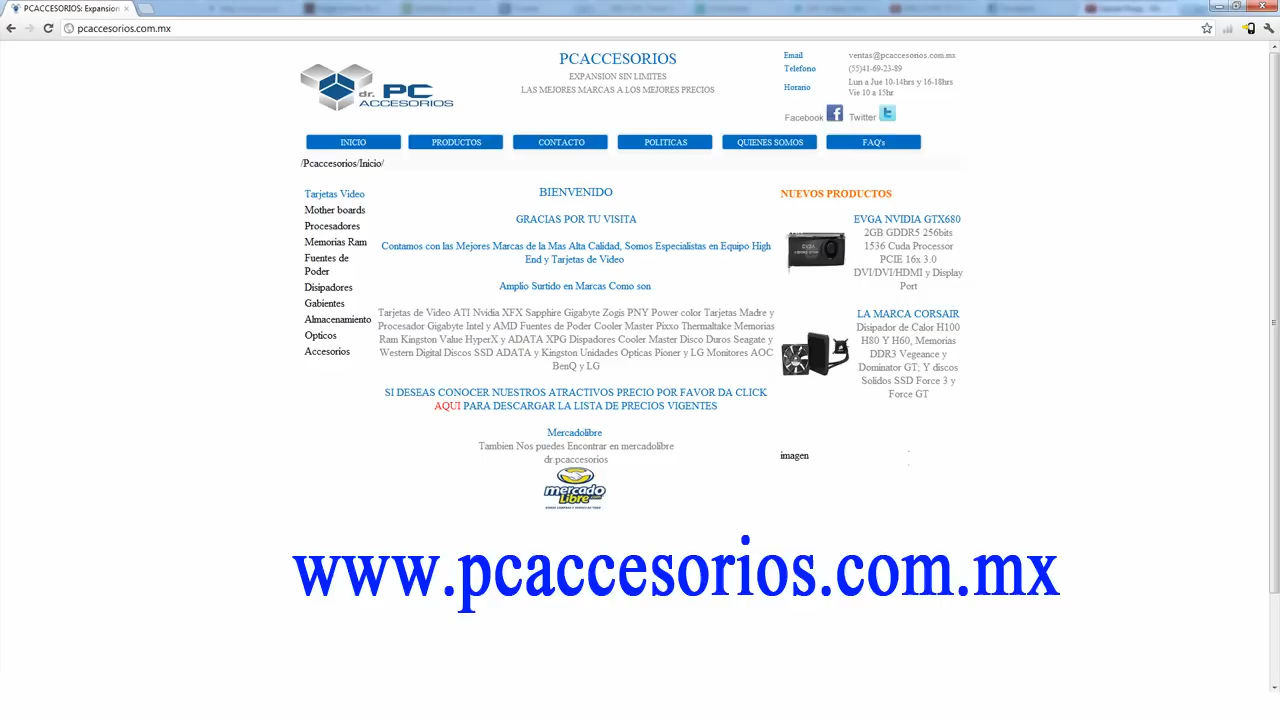 PCACCESORIOS: Expansion
pcaccesorios.com.mx
dr. PC
ACCESORIOS
PCACCESORIOS
EXPANSION SIN LIMITES
LAS MEJORES MARCAS A LOS MEJORES PRECIOS
Email ventas@pcaccesorios.com.mx
Telefono (55)41-69-23-89
Horario Lun a Jue 10-14hrs y 16-18hrs
Vie 10 a 15hr
Facebook Twitter
INICIO PRODUCTOS CONTACTO POLITICAS QUIENES SOMOS FAQ's
/Pcaccesorios/Inicio/
Tarjetas Video
Mother boards
Procesadores
Memorias Ram
Fuentes de
Poder
Disipadores
Gabientes
Almacenamiento
Opticos
Accesorios
BIENVENIDO
GRACIAS POR TU VISITA
Contamos con las Mejores Marcas de la Mas Alta Calidad, Somos Especialistas en Equipo High
End y Tarjetas de Video
Amplio Surtido en Marcas Como son
Tarjetas de Video ATI Nvidia XFX Sapphire Gigabyte Zogis PNY Power color Tarjetas Madre y
Procesador Gigabyte Intel y AMD Fuentes de Poder Cooler Master Pixxo Thermaltake Memorias
Ram Kingston Value HyperX y ADATA XPG Dispadores Cooler Master Disco Duros Seagate y
Western Digital Discos SSD ADATA y Kingston Unidades Opticas Pioner y LG Monitores AOC
BenQ y LG
SI DESEAS CONOCER NUESTROS ATRACTIVOS PRECIO POR FAVOR DA CLICK
AQUI PARA DESCARGAR LA LISTA DE PRECIOS VIGENTES
Mercadolibre
Tambien Nos puedes Encontrar en mercadolibre
dr.pcaccesorios
mercado
Libre.com
NUEVOS PRODUCTOS
EVGA NVIDIA GTX680
2GB GDDR5 256bits
1536 Cuda Processor
PCIE 16x 3.0
DVI/DVI/HDMI y Display
Port
LA MARCA CORSAIR
Disipador de Calor H100
H80 Y H60, Memorias
DDR3 Vegeance y
Dominator GT; Y discos
Solidos SSD Force 3 y
Force GT
imagen
www.pcaccesorios.com.mx